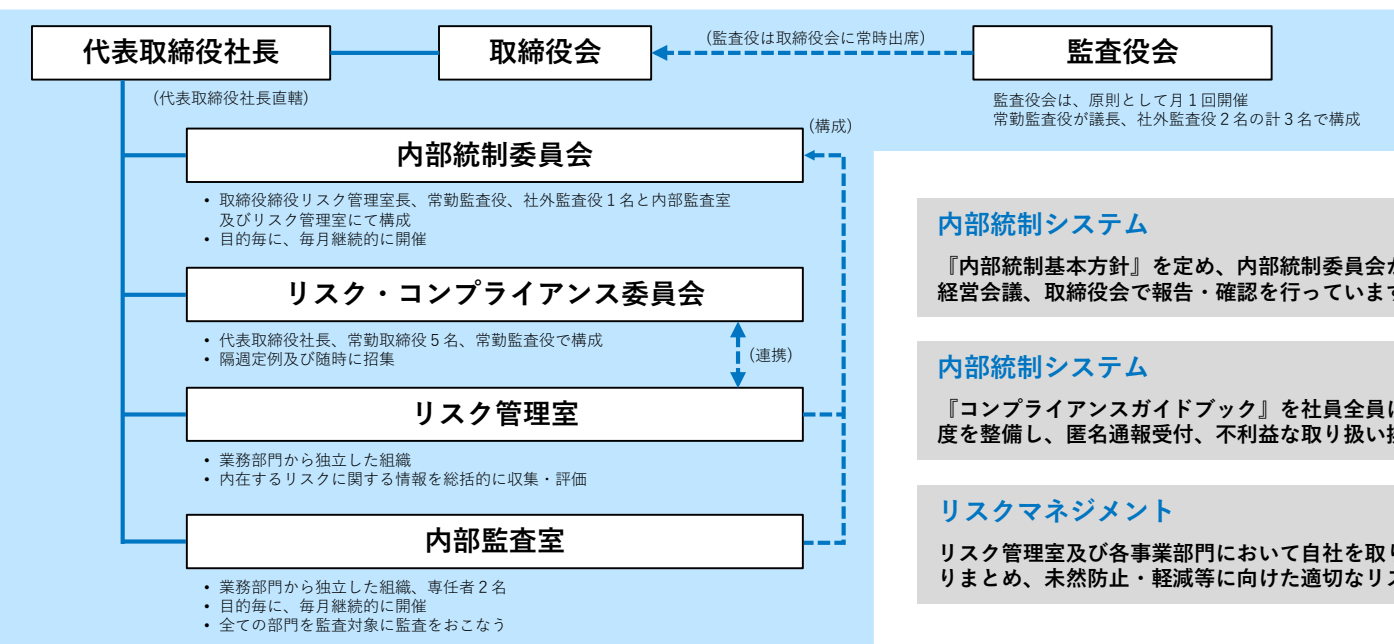 代表取締役社長
取締役会
(監査役は取締役会に常時出席)
監査役会
(代表取締役社長直轄)
監査役会は、原則として月1回開催
常勤監査役が議長、社外監査役2名の計3名で構成
(構成)
内部統制委員会
• 取締役締役リスク管理室長、常勤監査役、社外監査役1名と内部監査室
及びリスク管理室にて構成
• 目的毎に、毎月継続的に開催
リスク・コンプライアンス委員会
• 代表取締役社長、常勤取締役5名、常勤監査役で構成
• 隔週定例及び随時に招集
(連携)
リスク管理室
• 業務部門から独立した組織
• 内在するリスクに関する情報を総括的に収集・評価
内部監査室
• 業務部門から独立した組織、専任者2名
• 目的毎に、毎月継続的に開催
• 全ての部門を監査対象に監査をおこなう
内部統制システム
『内部統制基本方針』を定め、内部統制委員会か
経営会議、取締役会で報告・確認を行っています
内部統制システム
『コンプライアンスガイドブック』を社員全員に
度を整備し、匿名通報受付、不利益な取り扱い
リスクマネジメント
リスク管理室及び各事業部門において自社を取り
りまとめ、未然防止・軽減等に向けた適切なリス